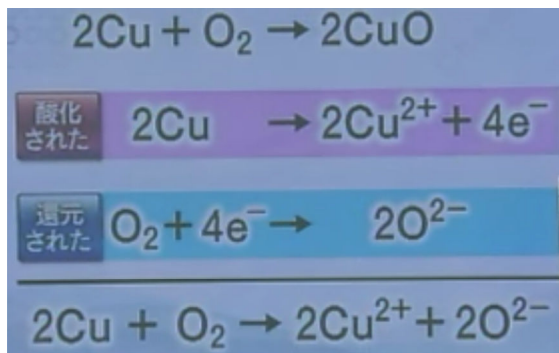 2Cu + O₂ → 2CuO
酸化された 2Cu → 2Cu²⁺ + 4e⁻
還元された O₂ + 4e⁻ → 2O²⁻
2Cu + O₂ → 2Cu²⁺ + 2O²⁻